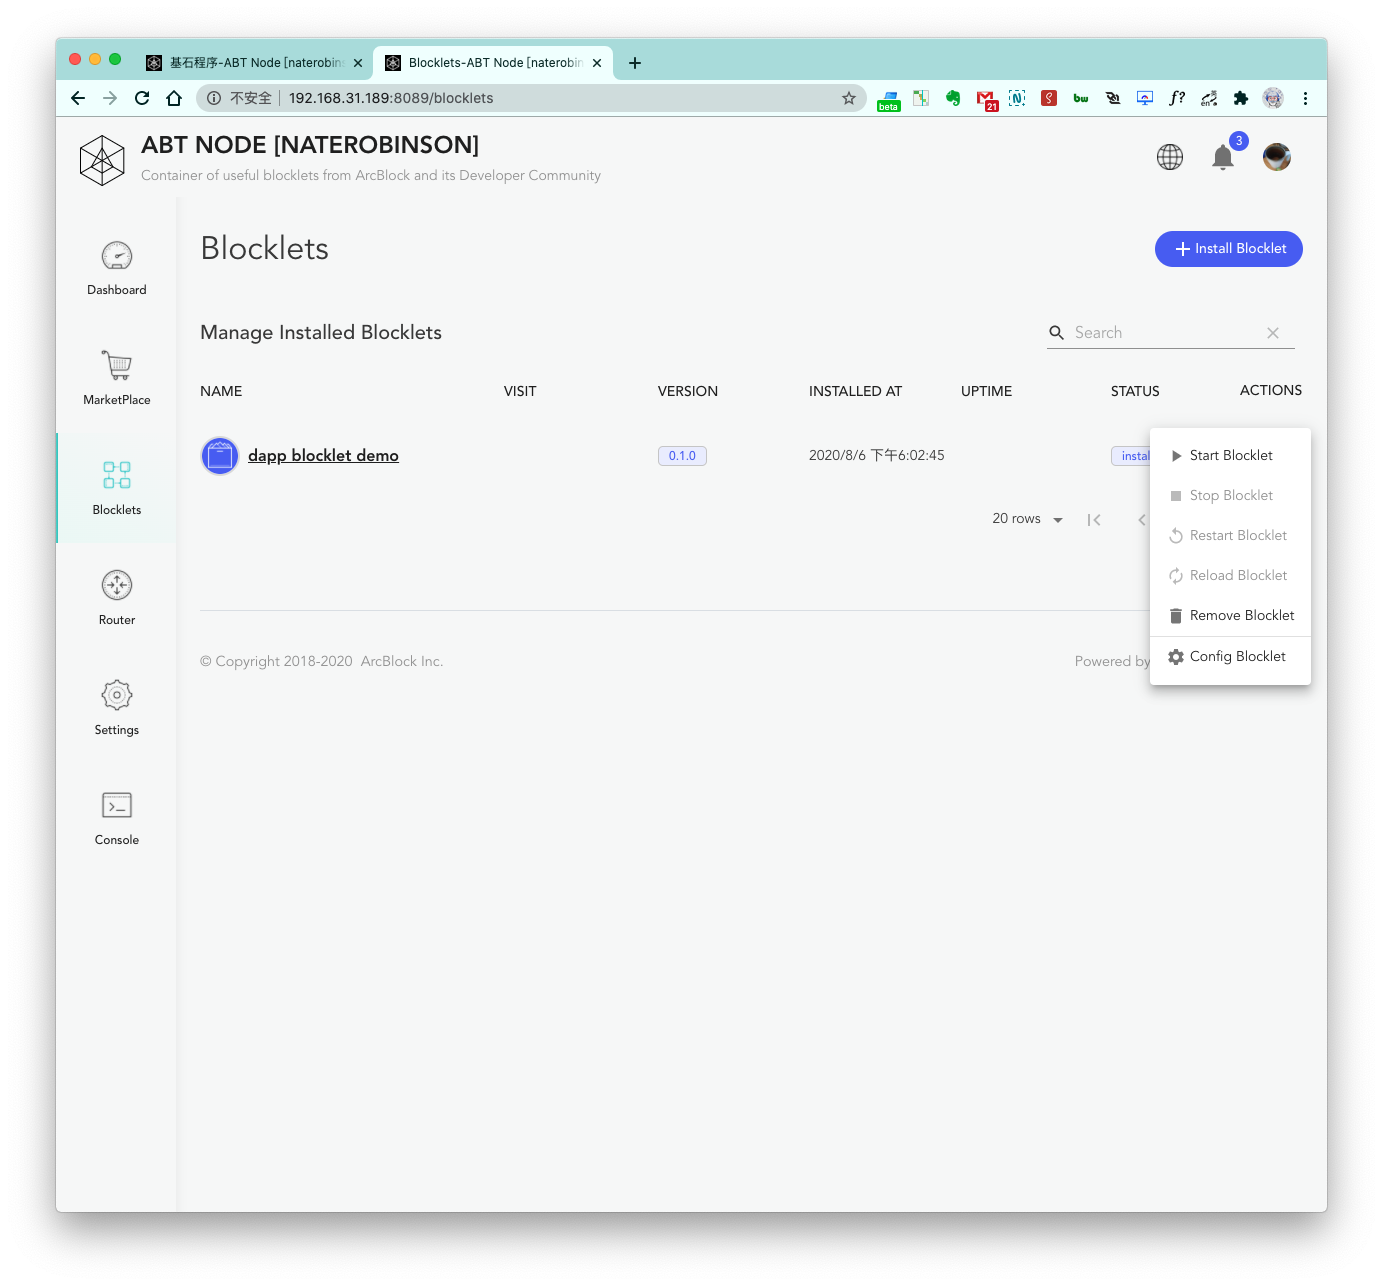 基石程序-ABT Node [naterobins
Blocklets-ABT Node [naterobin
不安全 192.168.31.189:8089/blocklets
beta
21
bw
f?
en
ABT NODE [NATEROBINSON]
Container of useful blocklets from ArcBlock and its Developer Community
3
Dashboard
MarketPlace
Blocklets
Router
Settings
Console
Blocklets
Install Blocklet
Manage Installed Blocklets
Search
NAME VISIT VERSION INSTALLED AT UPTIME STATUS ACTIONS
dapp blocklet demo 0.1.0 2020/8/6 下午6:02:45 instal
20 rows
Start Blocklet
Stop Blocklet
Restart Blocklet
Reload Blocklet
Remove Blocklet
Config Blocklet
© Copyright 2018-2020 ArcBlock Inc.
Powered by